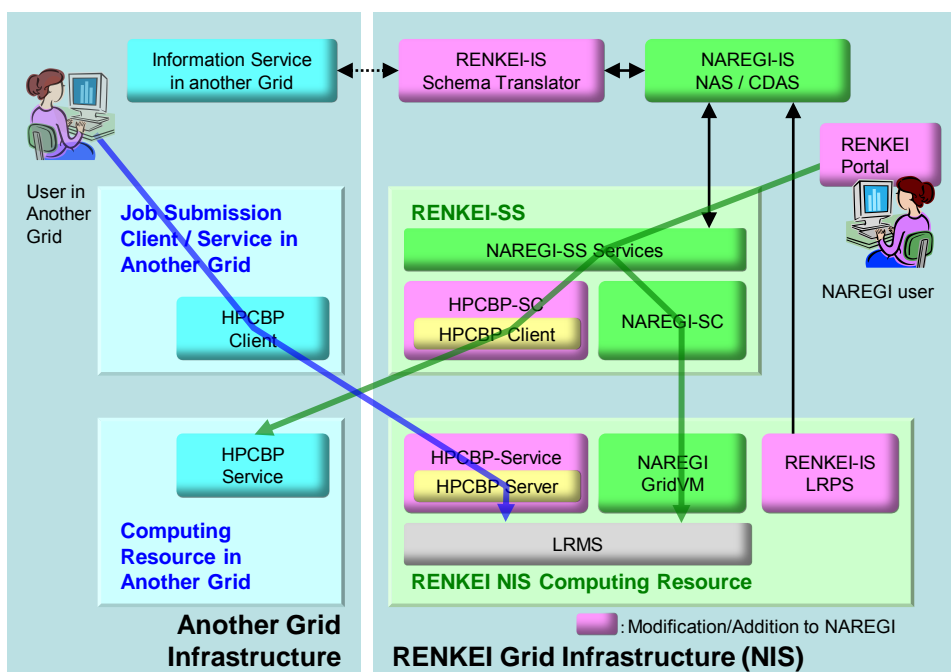 Information Service
in another Grid
RENKEI-IS
Schema Translator
NAREGI-IS
NAS / CDAS
User in
Another
Grid
RENKEI
Portal
NAREGI user
Job Submission
Client / Service in
Another Grid
HPCBP
Client
RENKEI-SS
NAREGI-SS Services
HPCBP-SC
HPCBP Client
NAREGI-SC
HPCBP
Service
Computing
Resource in
Another Grid
HPCBP-Service
HPCBP Server
NAREGI
GridVM
RENKEI-IS
LRPS
LRMS
RENKEI NIS Computing Resource
Another Grid
Infrastructure
: Modification/Addition to NAREGI
RENKEI Grid Infrastructure (NIS)